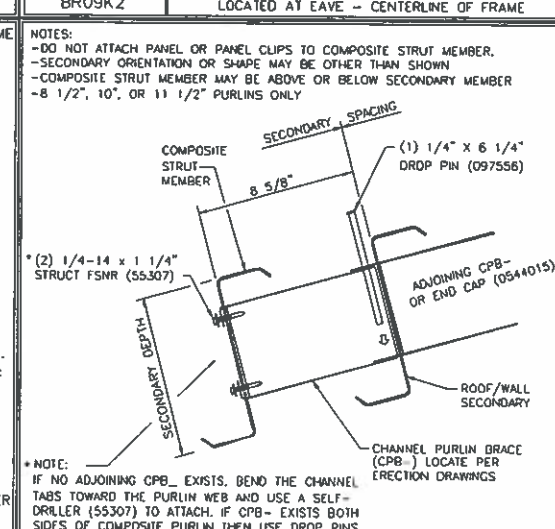 BR09K2
LOCATED AT EAVE - CENTERLINE OF FRAME
ME
NOTES:
-DO NOT ATTACH PANEL OR PANEL CLIPS TO COMPOSITE STRUT MEMBER.
-SECONDARY ORIENTATION OR SHAPE MAY BE OTHER THAN SHOWN
-COMPOSITE STRUT MEMBER MAY BE ABOVE OR BELOW SECONDARY MEMBER
-8 1/2", 10", OR 11 1/2" PURLINS ONLY
SECONDARY SPACING
COMPOSITE
STRUT
MEMBER
8 5/8"
(1) 1/4" X 6 1/4"
DROP PIN (097556)
*(2) 1/4-14 x 1 1/4"
STRUCT FSNR (55307)
ADJOINING CPB-
OR END CAP (0544015)
SECONDARY DEPTH
ROOF/WALL
SECONDARY
CHANNEL PURLIN BRACE
(CPB-) LOCATE PER
ERECTION DRAWINGS
* NOTE:
IF NO ADJOINING CPB_ EXISTS, BEND THE CHANNEL
TABS TOWARD THE PURLIN WEB AND USE A SELF-
DRILLER (55307) TO ATTACH. IF CPB- EXISTS BOTH
SIDES OF COMPOSITE PURLIN THEN USE DROP PINS
ER